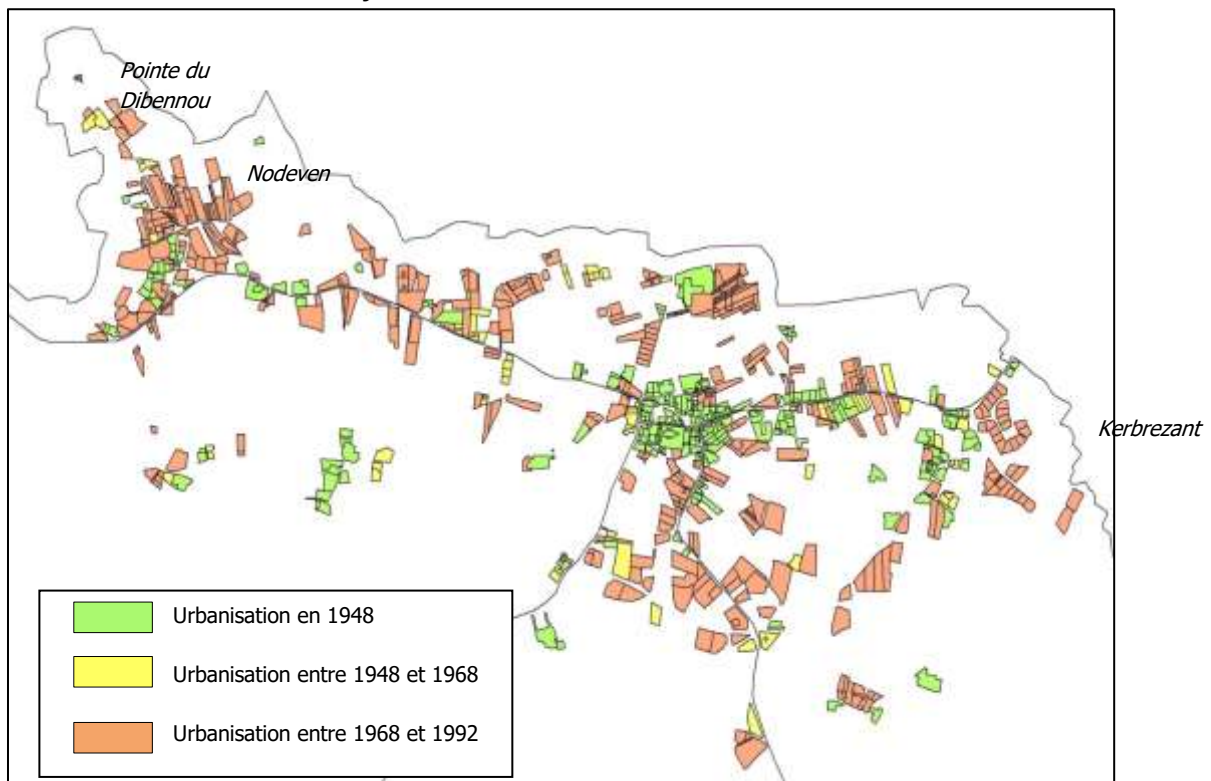 Pointe du
Dibennou
Nodeven
Kerbrezant
Urbanisation en 1948
Urbanisation entre 1948 et 1968
Urbanisation entre 1968 et 1992